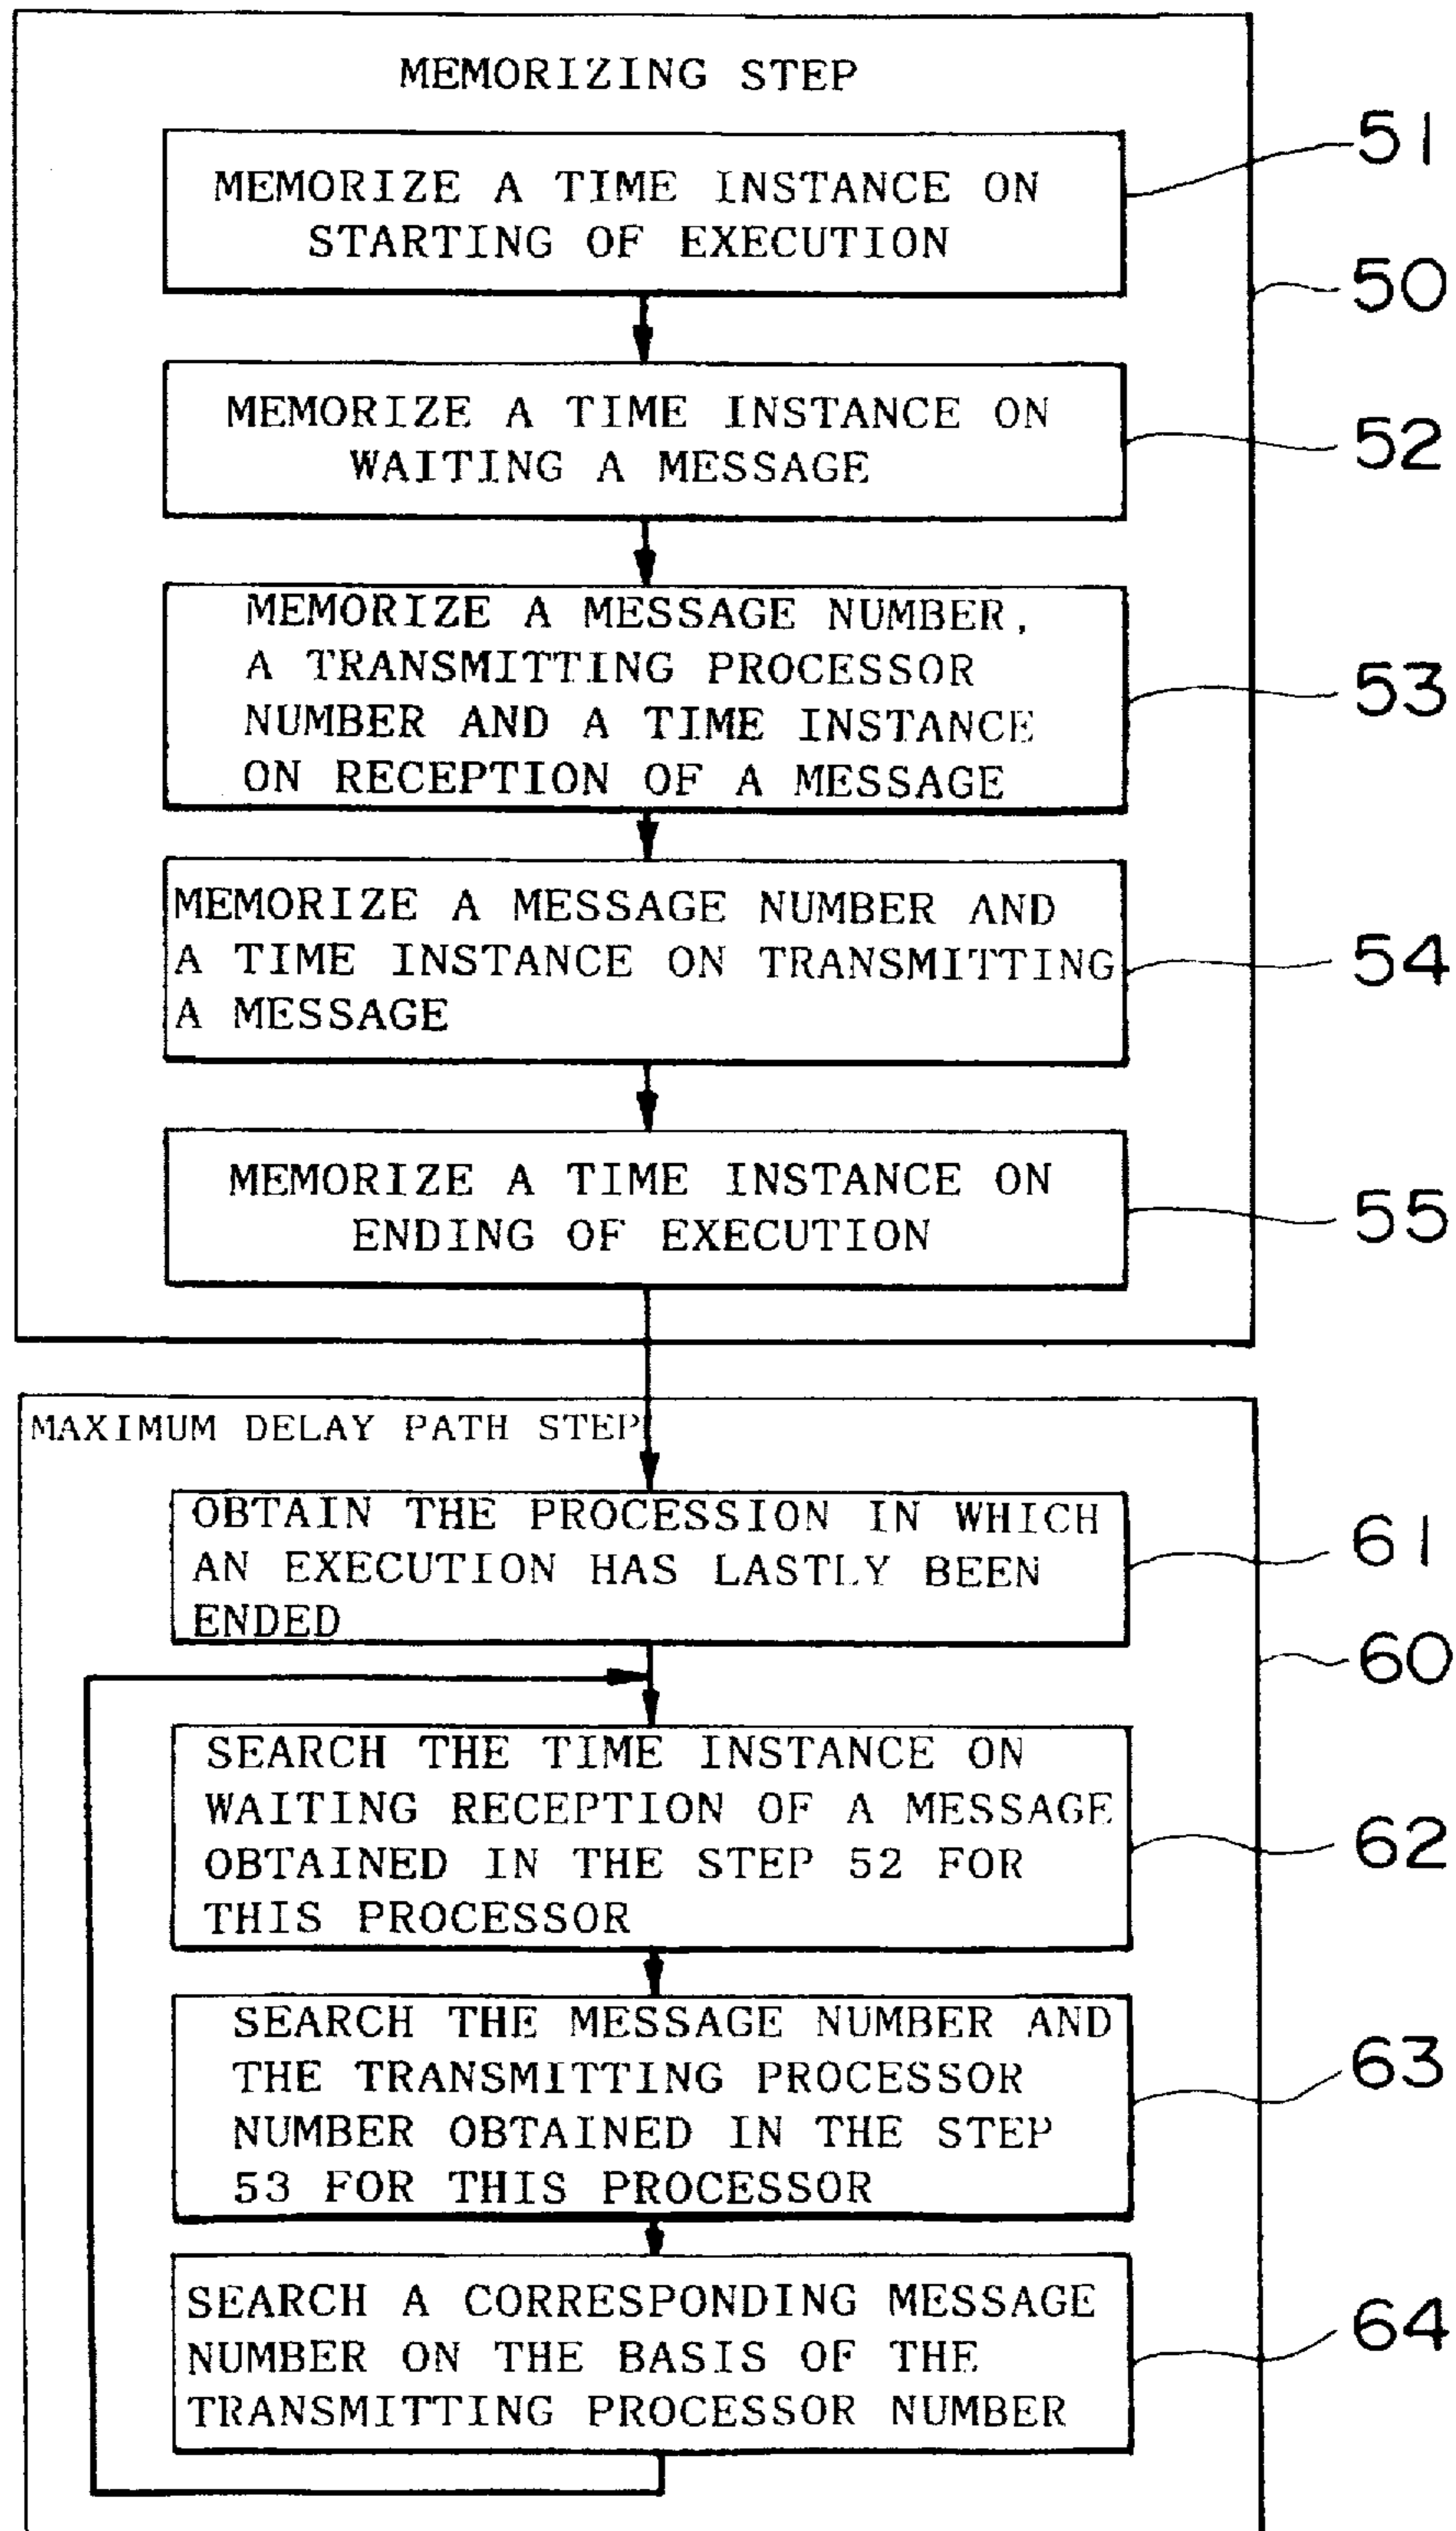 MEMORIZING STEP
MEMORIZE A TIME INSTANCE ON
STARTING OF EXECUTION
51
50
MEMORIZE A TIME INSTANCE ON
WAITING A MESSAGE
52
MEMORIZE A MESSAGE NUMBER,
A TRANSMITTING PROCESSOR
NUMBER AND A TIME INSTANCE
ON RECEPTION OF A MESSAGE
53
MEMORIZE A MESSAGE NUMBER AND
A TIME INSTANCE ON TRANSMITTING
A MESSAGE
54
MEMORIZE A TIME INSTANCE ON
ENDING OF EXECUTION
55
MAXIMUM DELAY PATH STEP
OBTAIN THE PROCESSION IN WHICH
AN EXECUTION HAS LASTLY BEEN
ENDED
61
60
SEARCH THE TIME INSTANCE ON
WAITING RECEPTION OF A MESSAGE
OBTAINED IN THE STEP 52 FOR
THIS PROCESSOR
62
SEARCH THE MESSAGE NUMBER AND
THE TRANSMITTING PROCESSOR
NUMBER OBTAINED IN THE STEP
53 FOR THIS PROCESSOR
63
SEARCH A CORRESPONDING MESSAGE
NUMBER ON THE BASIS OF THE
TRANSMITTING PROCESSOR NUMBER
64